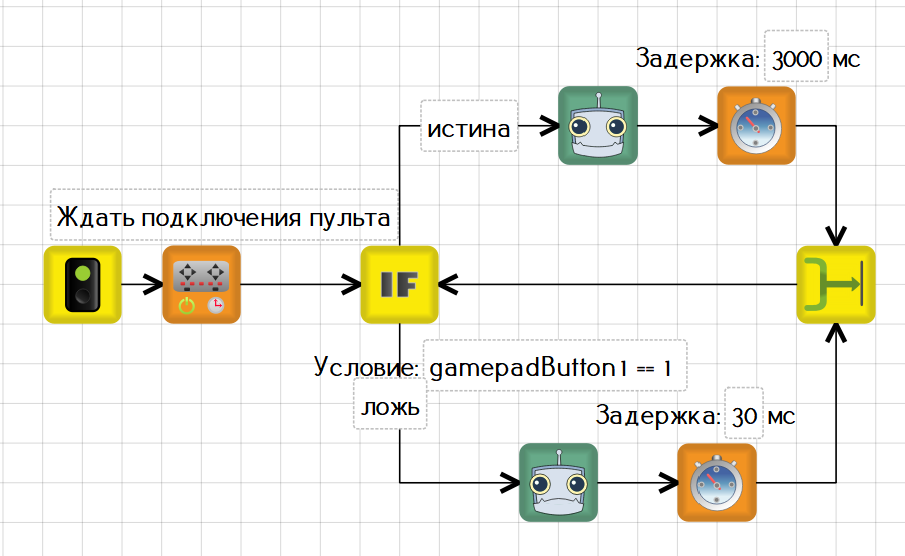 Задержка: 3000 мс
истина
Ждать подключения пульта
IF
Условие: gamepadButton1 == 1
ложь
Задержка: 30 мс